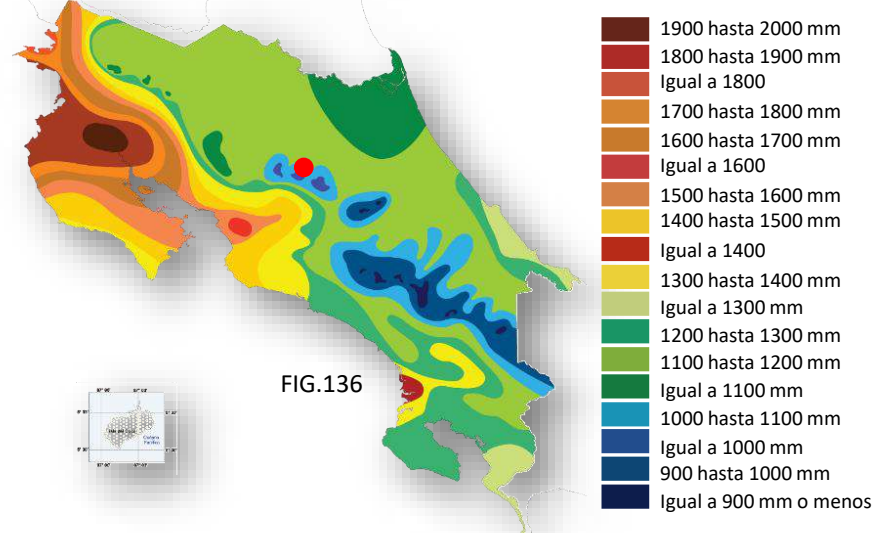 1900 hasta 2000 mm
1800 hasta 1900 mm
Igual a 1800
1700 hasta 1800 mm
1600 hasta 1700 mm
Igual a 1600
1500 hasta 1600 mm
1400 hasta 1500 mm
Igual a 1400
1300 hasta 1400 mm
Igual a 1300 mm
1200 hasta 1300 mm
1100 hasta 1200 mm
Igual a 1100 mm
1000 hasta 1100 mm
Igual a 1000 mm
900 hasta 1000 mm
Igual a 900 mm o menos
FIG.136